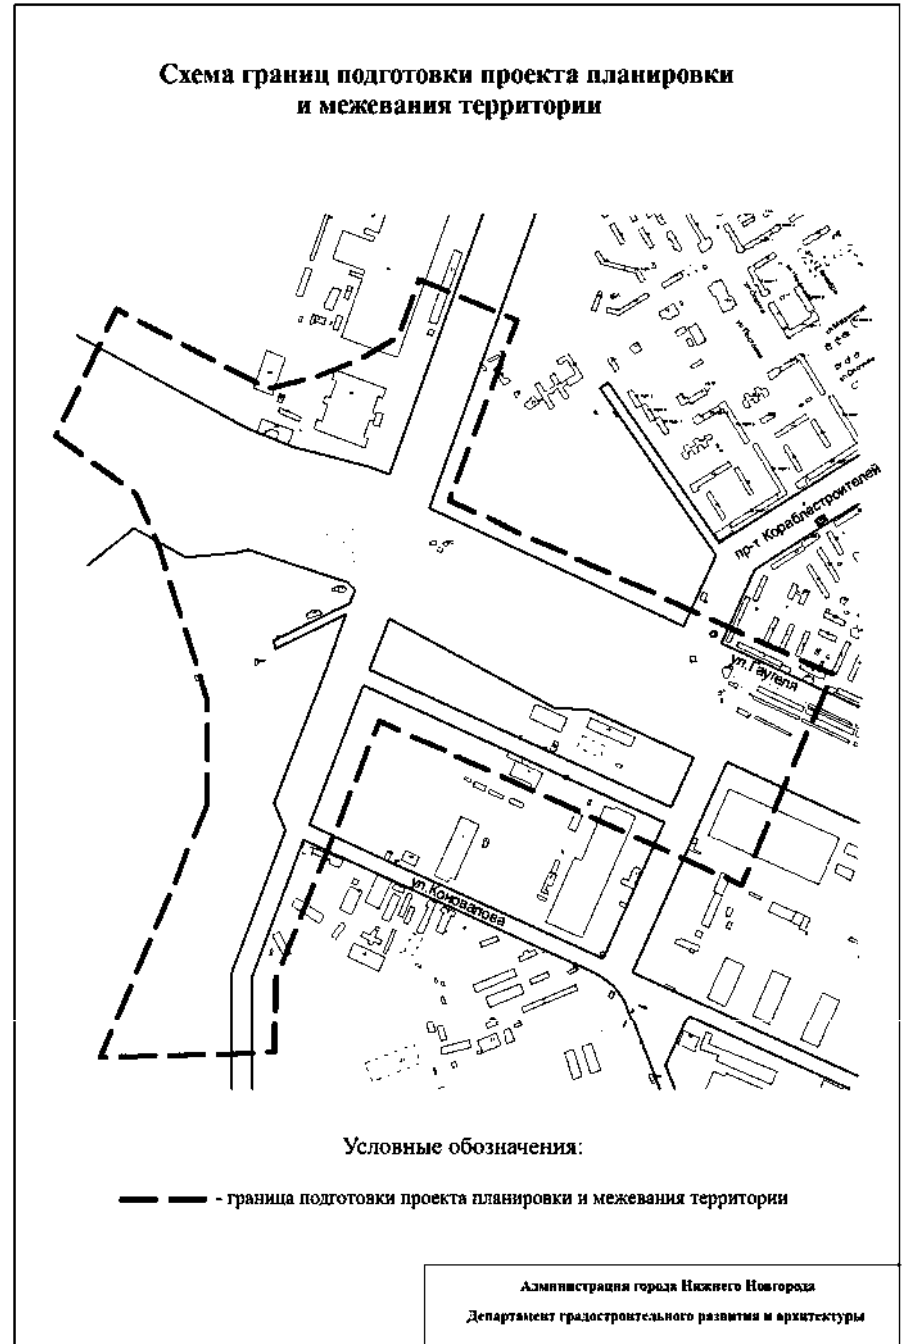 Схема границ подготовки проекта планировки
и межевания территории
пр-т Кораблестроителей
ул.Гаугеля
ул.Коновалова
Условные обозначения:
- граница подготовки проекта планировки и межевания территории
Администрация города Нижнего Новгорода
Департамент градостроительного развития и архитектуры